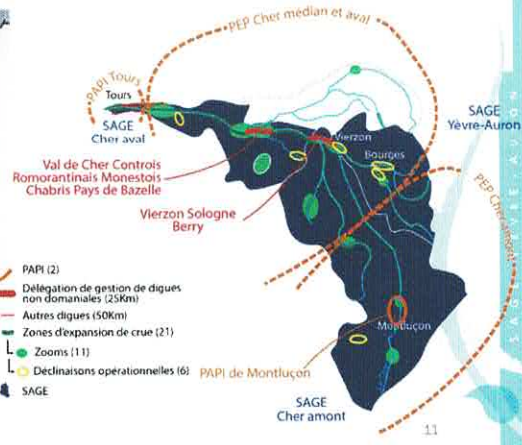 PEP Cher médian et aval
PAPI Tours
Tours
SAGE
Cher aval
SAGE
Yèvre-Auron
Vierzon
Bourges
Val de Cher Controis
Romorantinais Monestois
Chabris Pays de Bazelle
Vierzon Sologne
Berry
PEP Cher amont
PAPI (2)
Délégation de gestion de digues
non domaniales (25Km)
Autres digues (50Km)
Zones d'expansion de crue (21)
Zooms (11)
Déclinaisons opérationnelles (6)
SAGE
Montluçon
PAPI de Montluçon
SAGE
Cher amont
11